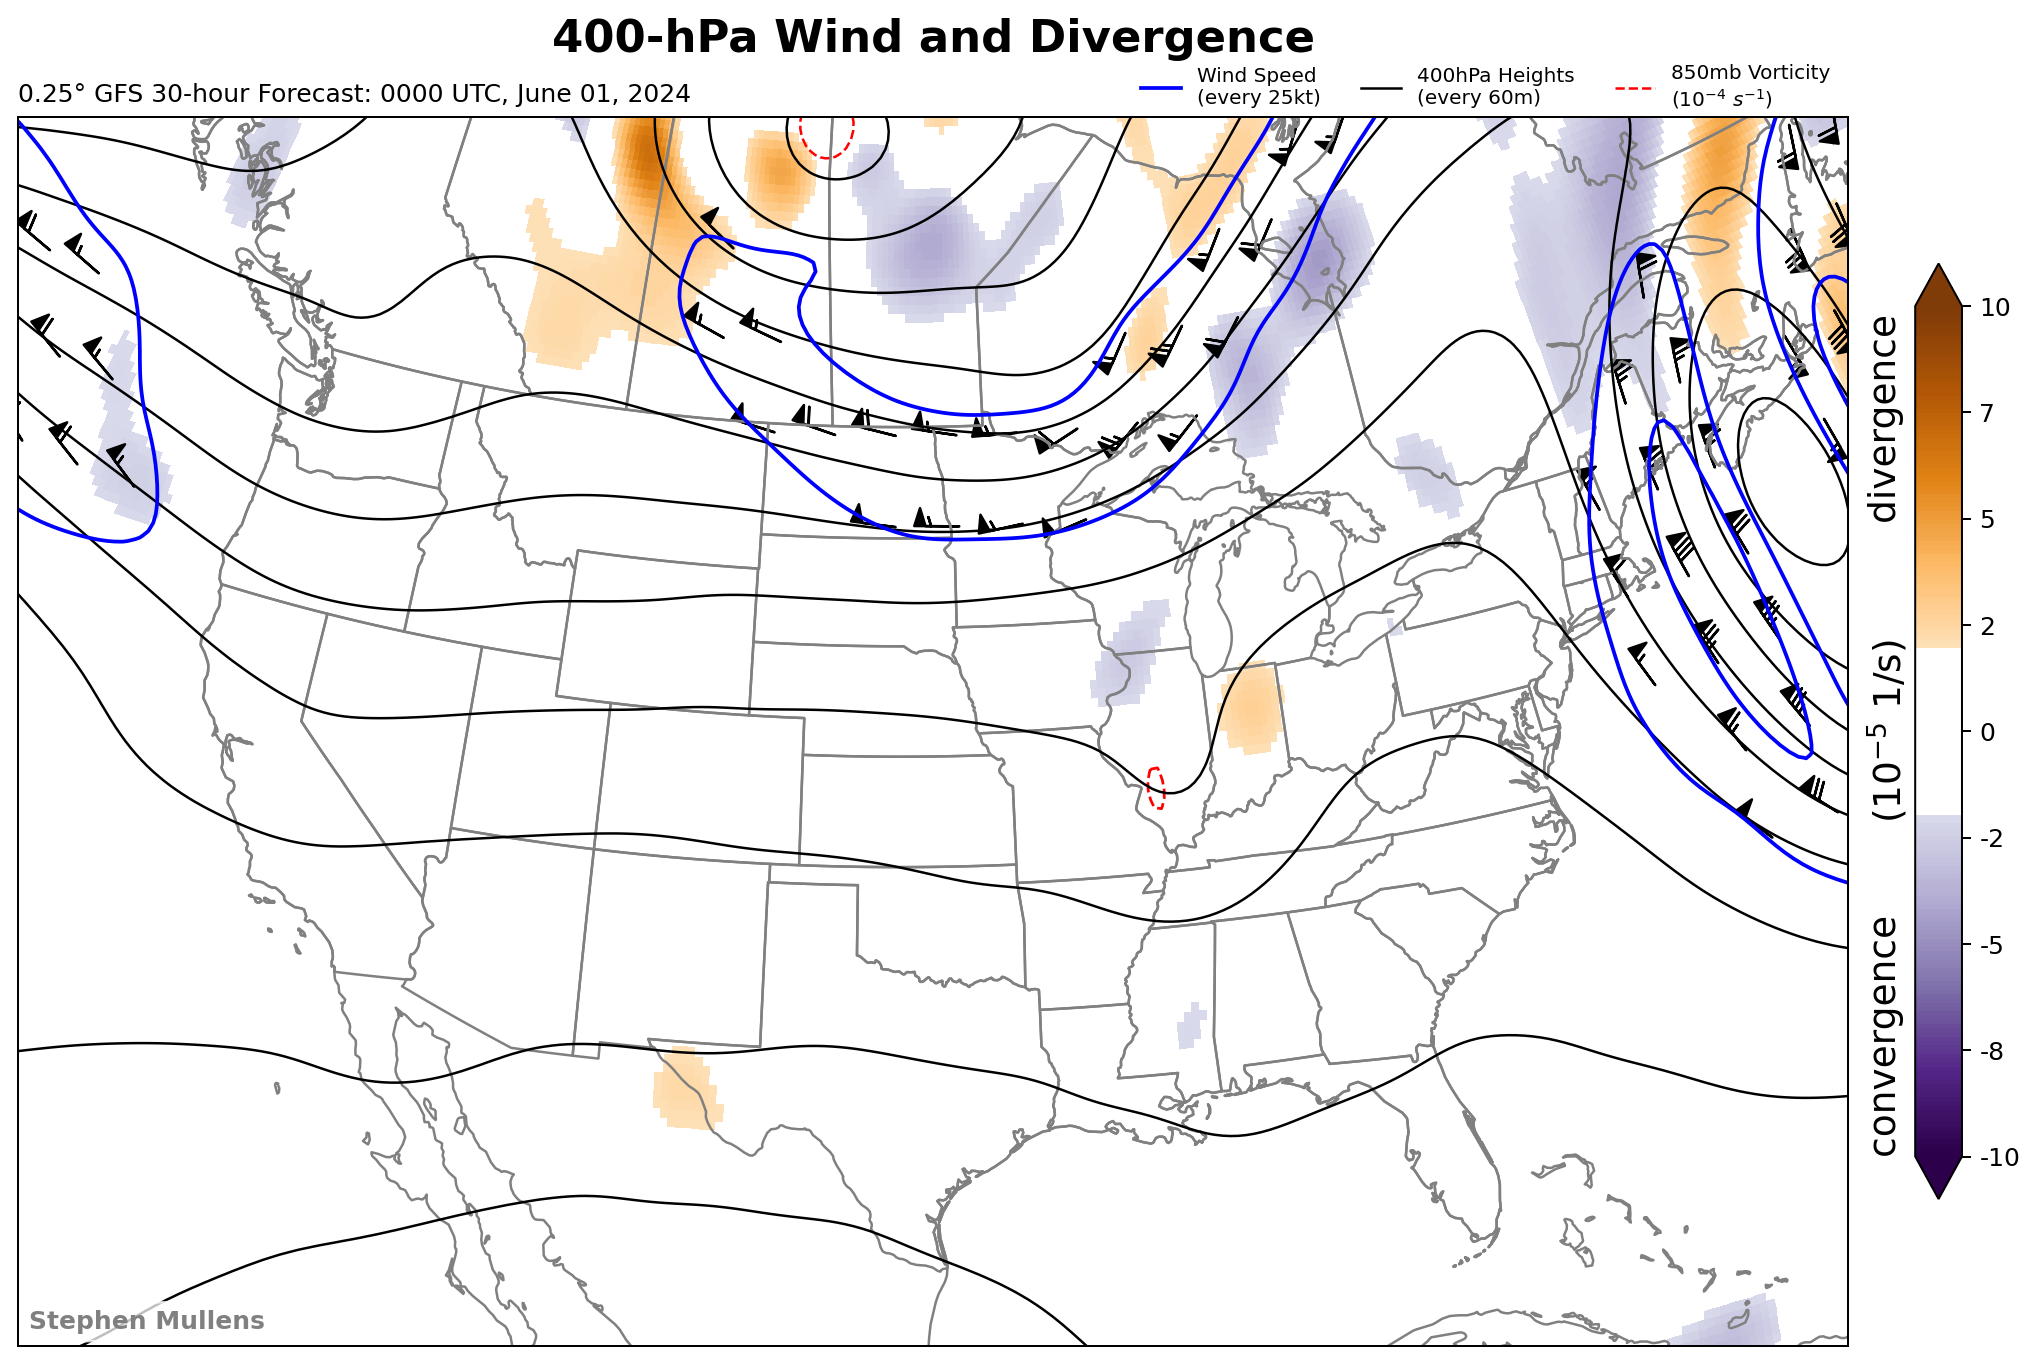 400-hPa Wind and Divergence
0.25° GFS 30-hour Forecast: 0000 UTC, June 01, 2024
Wind Speed
(every 25kt)
400hPa Heights
(every 60m)
850mb Vorticity
(10⁻⁴ s⁻¹)
10
7
5
2
0
-2
-5
-8
-10
convergence (10⁻⁵ 1/s) divergence
Stephen Mullens